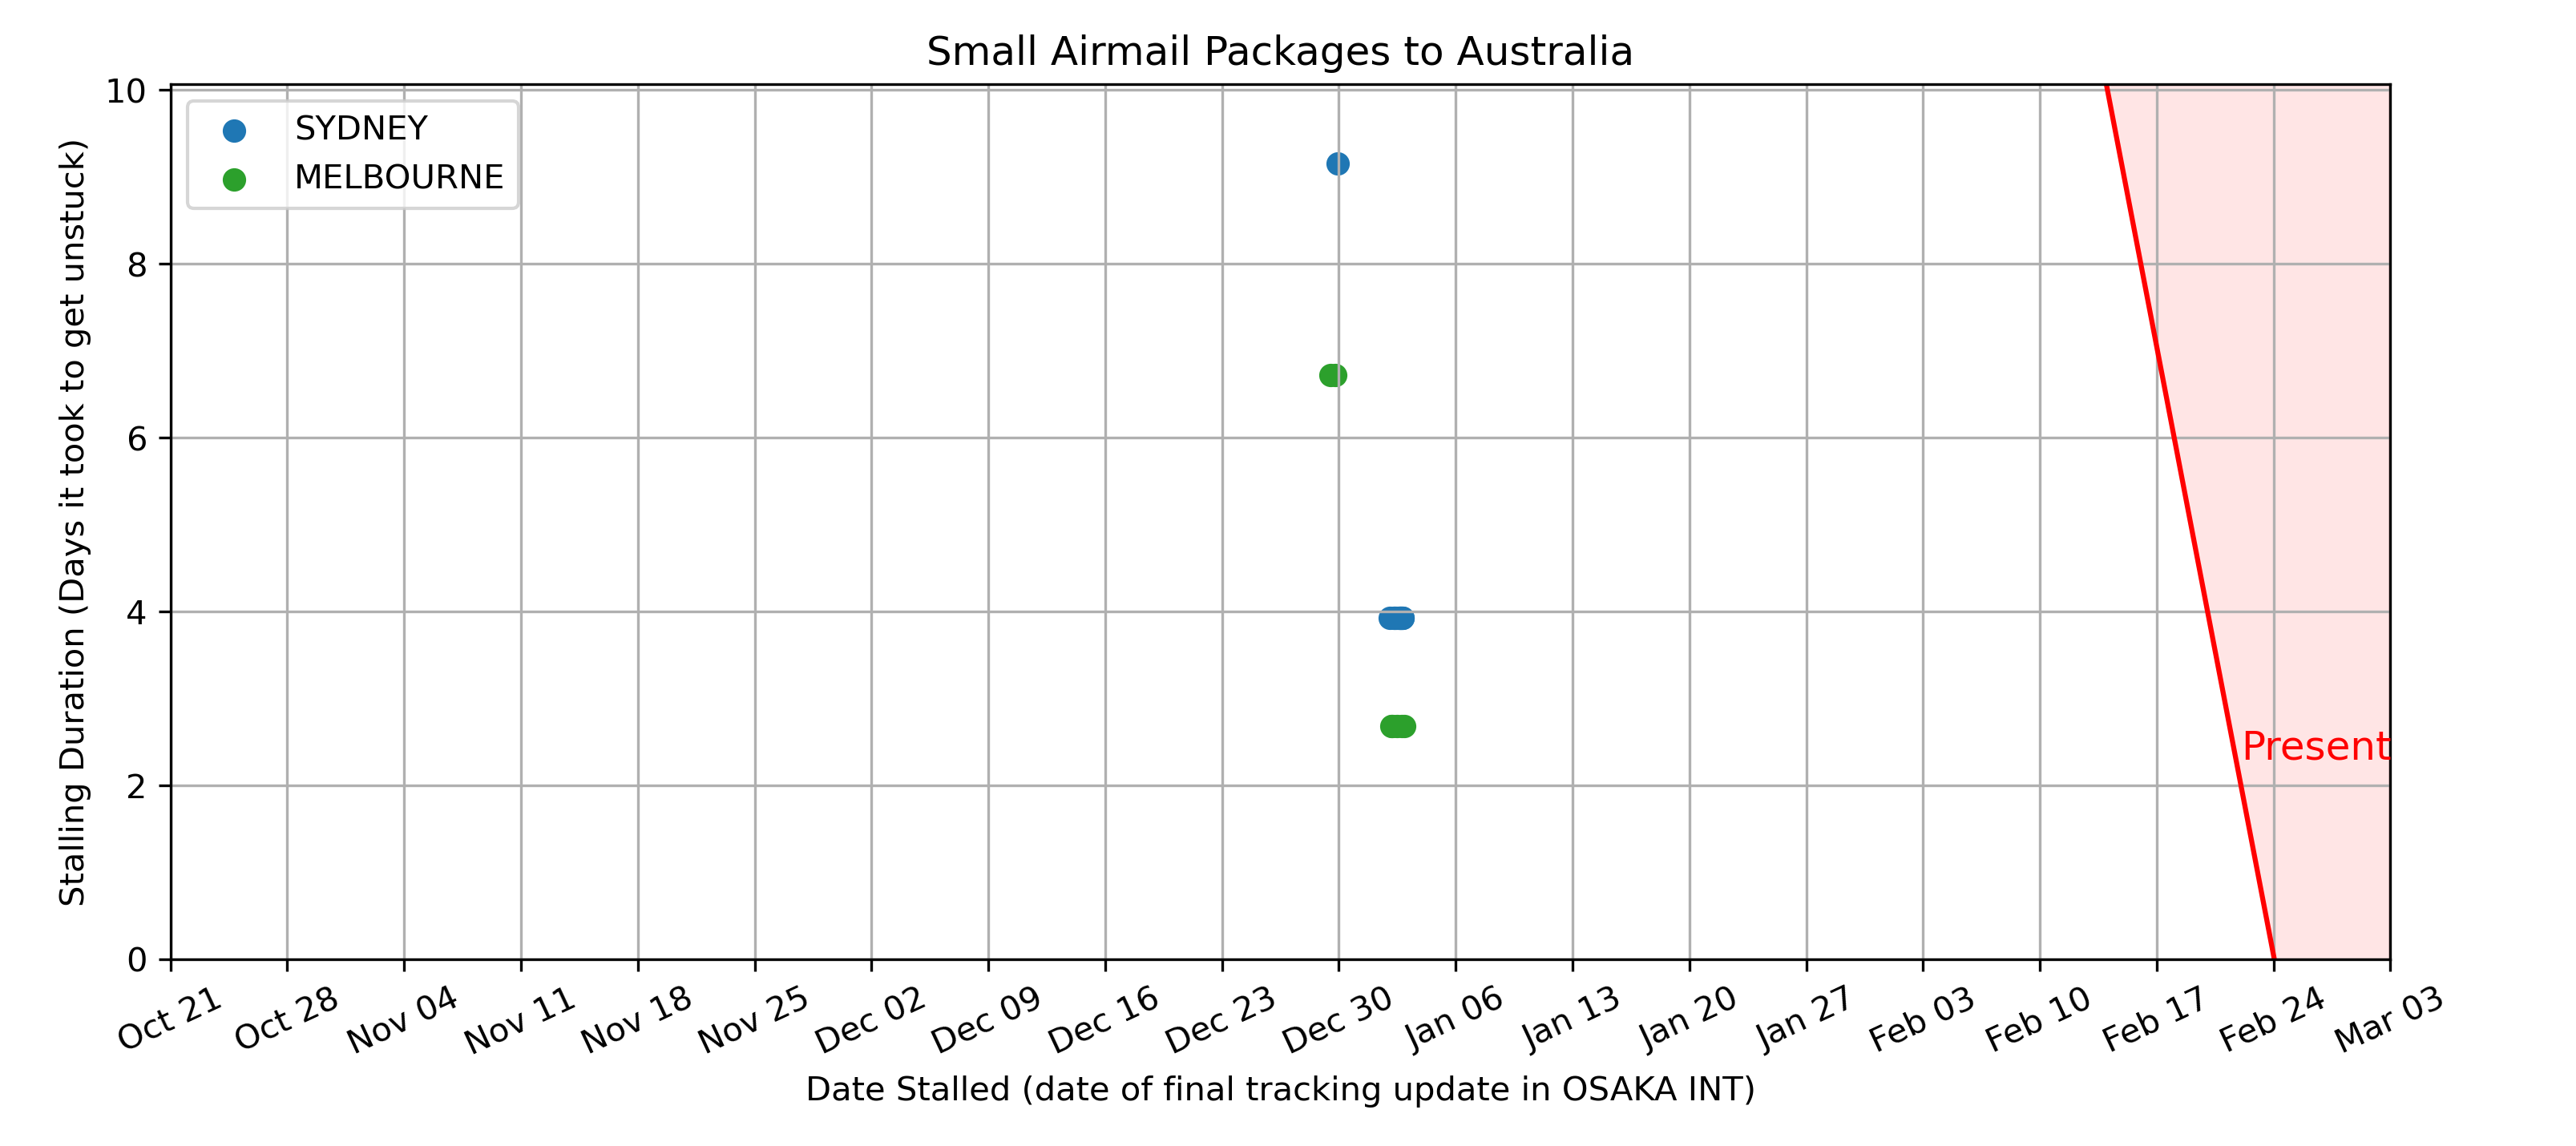 Small Airmail Packages to Australia
SYDNEY
MELBOURNE
Stalling Duration (Days it took to get unstuck)
10
8
6
4
2
0
Present
Oct 21
Oct 28
Nov 04
Nov 11
Nov 18
Nov 25
Dec 02
Dec 09
Dec 16
Dec 23
Dec 30
Jan 06
Jan 13
Jan 20
Jan 27
Feb 03
Feb 10
Feb 17
Feb 24
Mar 03
Date Stalled (date of final tracking update in OSAKA INT)